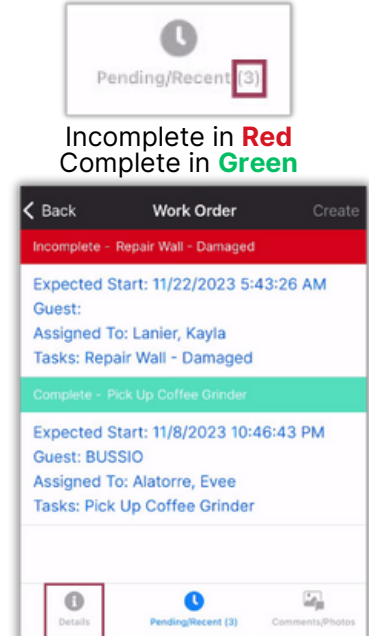 Pending/Recent (3)
Incomplete in Red
Complete in Green
Back Work Order Create
Incomplete - Repair Wall - Damaged
Expected Start: 11/22/2023 5:43:26 AM
Guest:
Assigned To: Lanier, Kayla
Tasks: Repair Wall - Damaged
Complete - Pick Up Coffee Grinder
Expected Start: 11/8/2023 10:46:43 PM
Guest: BUSSIO
Assigned To: Alatorre, Evee
Tasks: Pick Up Coffee Grinder
Details Pending/Recent (3) Comments/Photos